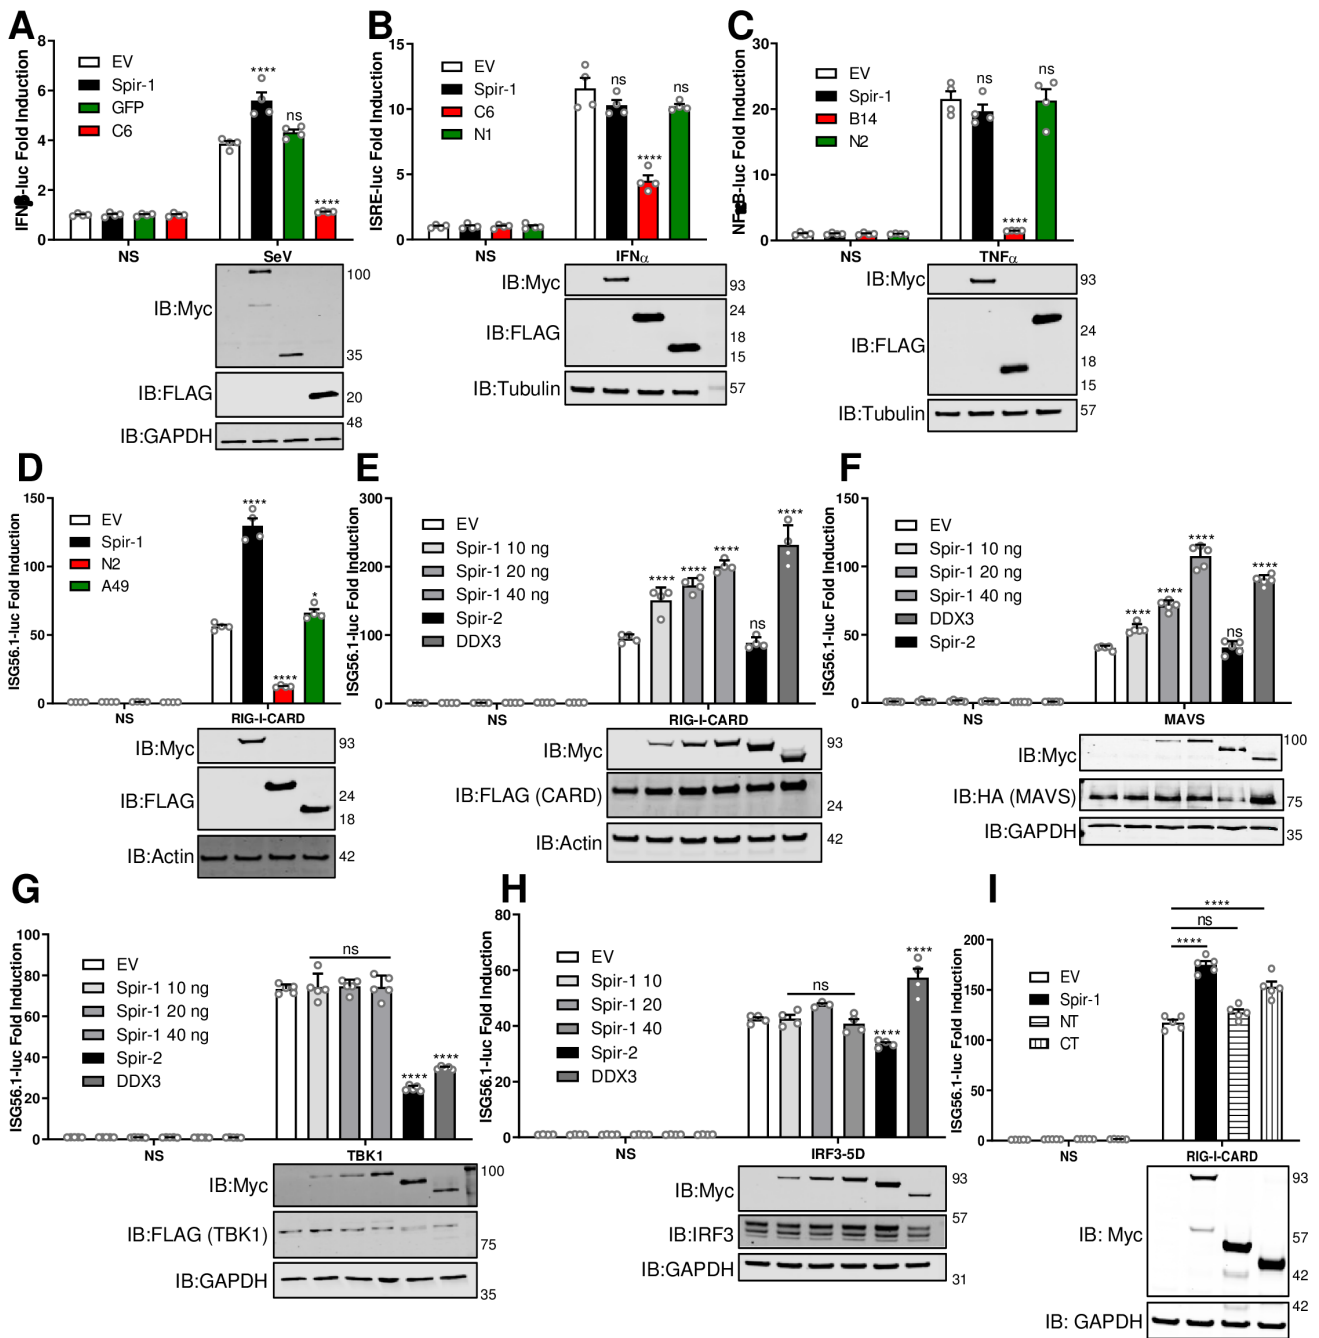 A
IFNβ-luc Fold Induction
8
6
4
2
0
EV
Spir-1
GFP
C6
****
ns
****
NS
SeV
IB:Myc
100
35
IB:FLAG
20
48
IB:GAPDH
B
ISRE-luc Fold Induction
15
10
5
0
EV
Spir-1
C6
N1
ns
****
ns
NS
IFNα
IB:Myc
93
IB:FLAG
24
18
15
IB:Tubulin
57
C
30
20
10
0
EV
Spir-1
B14
N2
ns
****
ns
NS
TNFα
IB:Myc
93
IB:FLAG
24
18
15
IB:Tubulin
57
D
ISG56.1-luc Fold Induction
150
100
50
0
EV
Spir-1
N2
A49
****
****
*
NS
RIG-I-CARD
IB:Myc
93
IB:FLAG
24
18
IB:Actin
42
E
ISG56.1-luc Fold Induction
300
200
100
0
EV
Spir-1 10 ng
Spir-1 20 ng
Spir-1 40 ng
Spir-2
DDX3
****
****
****
ns
****
NS
RIG-I-CARD
IB:Myc
93
IB:FLAG (CARD)
24
IB:Actin
42
F
ISG56.1-luc Fold Induction
150
100
50
0
EV
Spir-1 10 ng
Spir-1 20 ng
Spir-1 40 ng
DDX3
Spir-2
****
****
****
ns
****
NS
MAVS
IB:Myc
100
IB:HA (MAVS)
75
IB:GAPDH
35
G
ISG56.1-luc Fold Induction
100
80
60
40
20
0
EV
Spir-1 10 ng
Spir-1 20 ng
Spir-1 40 ng
Spir-2
DDX3
ns
****
****
NS
TBK1
IB:Myc
100
IB:FLAG (TBK1)
75
IB:GAPDH
35
H
ISG56.1-luc Fold Induction
80
60
40
20
0
EV
Spir-1 10
Spir-1 20
Spir-1 40
Spir-2
DDX3
ns
****
****
NS
IRF3-5D
IB:Myc
93
57
IB:IRF3
IB:GAPDH
31
I
ISG56.1-luc Fold Induction
200
150
100
50
0
EV
Spir-1
NT
CT
****
ns
****
NS
RIG-I-CARD
IB: Myc
93
57
42
42
IB: GAPDH